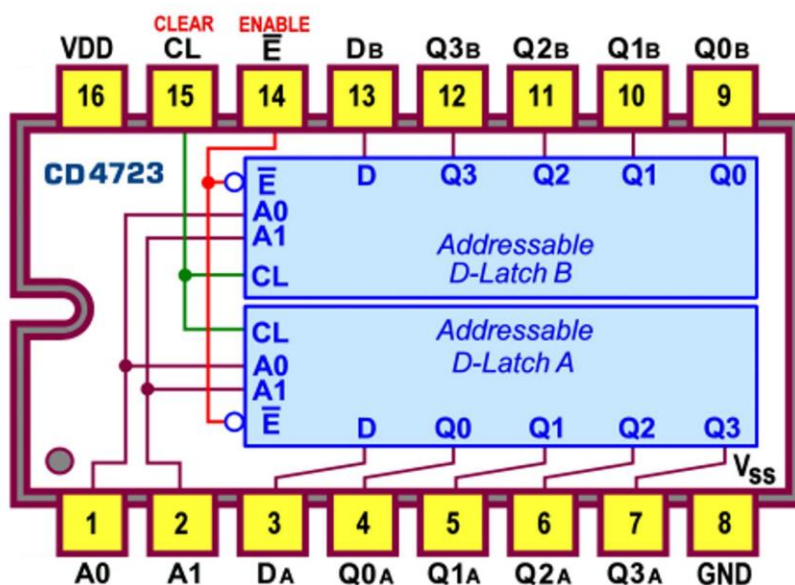 CLEAR ENABLE
VDD CL E̅ DB Q3B Q2B Q1B Q0B
16 15 14 13 12 11 10 9
CD4723
E̅ D Q3 Q2 Q1 Q0
A0
A1
Addressable
D-Latch B
CL
CL
Addressable
D-Latch A
A0
A1
E̅ D Q0 Q1 Q2 Q3
VSS
1 2 3 4 5 6 7 8
A0 A1 DA Q0A Q1A Q2A Q3A GND